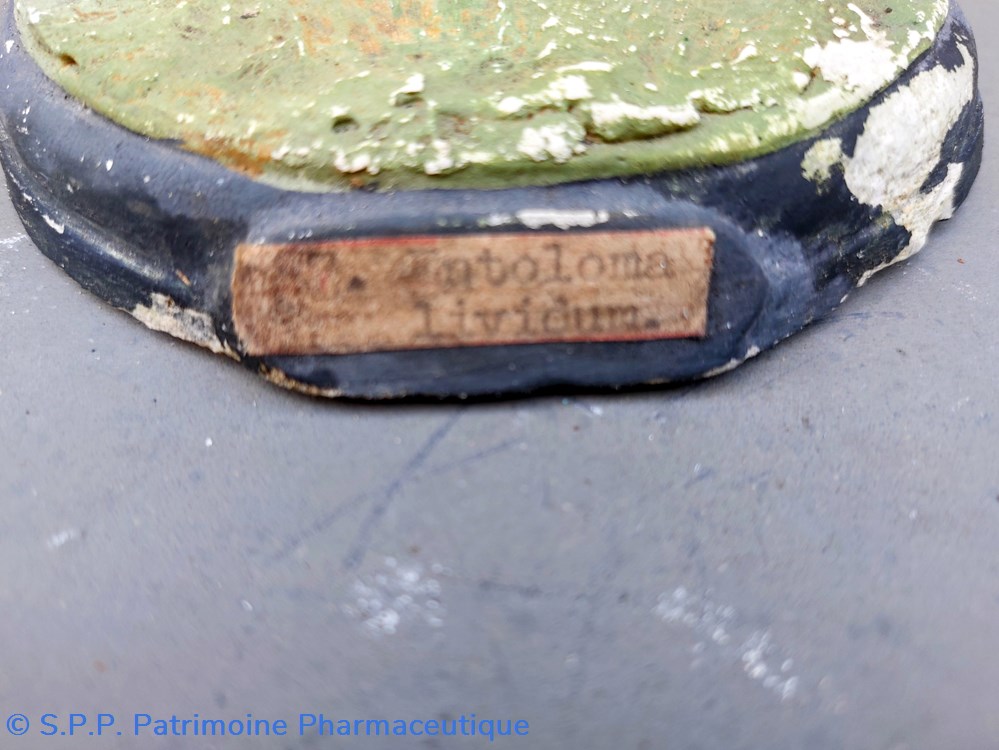 Entoloma
lividum.
© S.P.P. Patrimoine Pharmaceutique